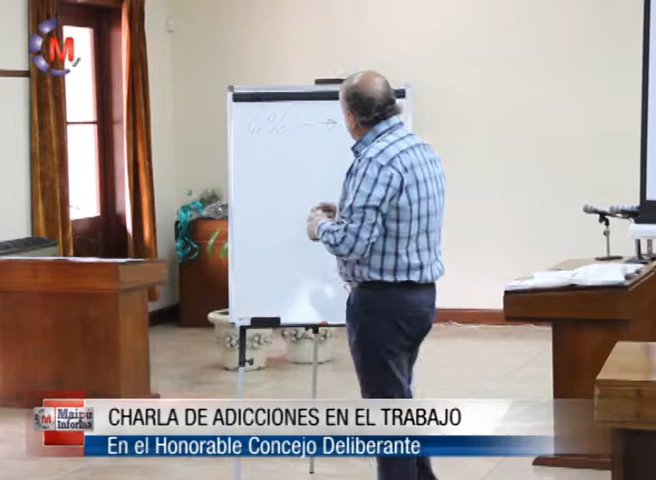 M
6% →
M
Maipú
Informa
CHARLA DE ADICCIONES EN EL TRABAJO
En el Honorable Concejo Deliberante